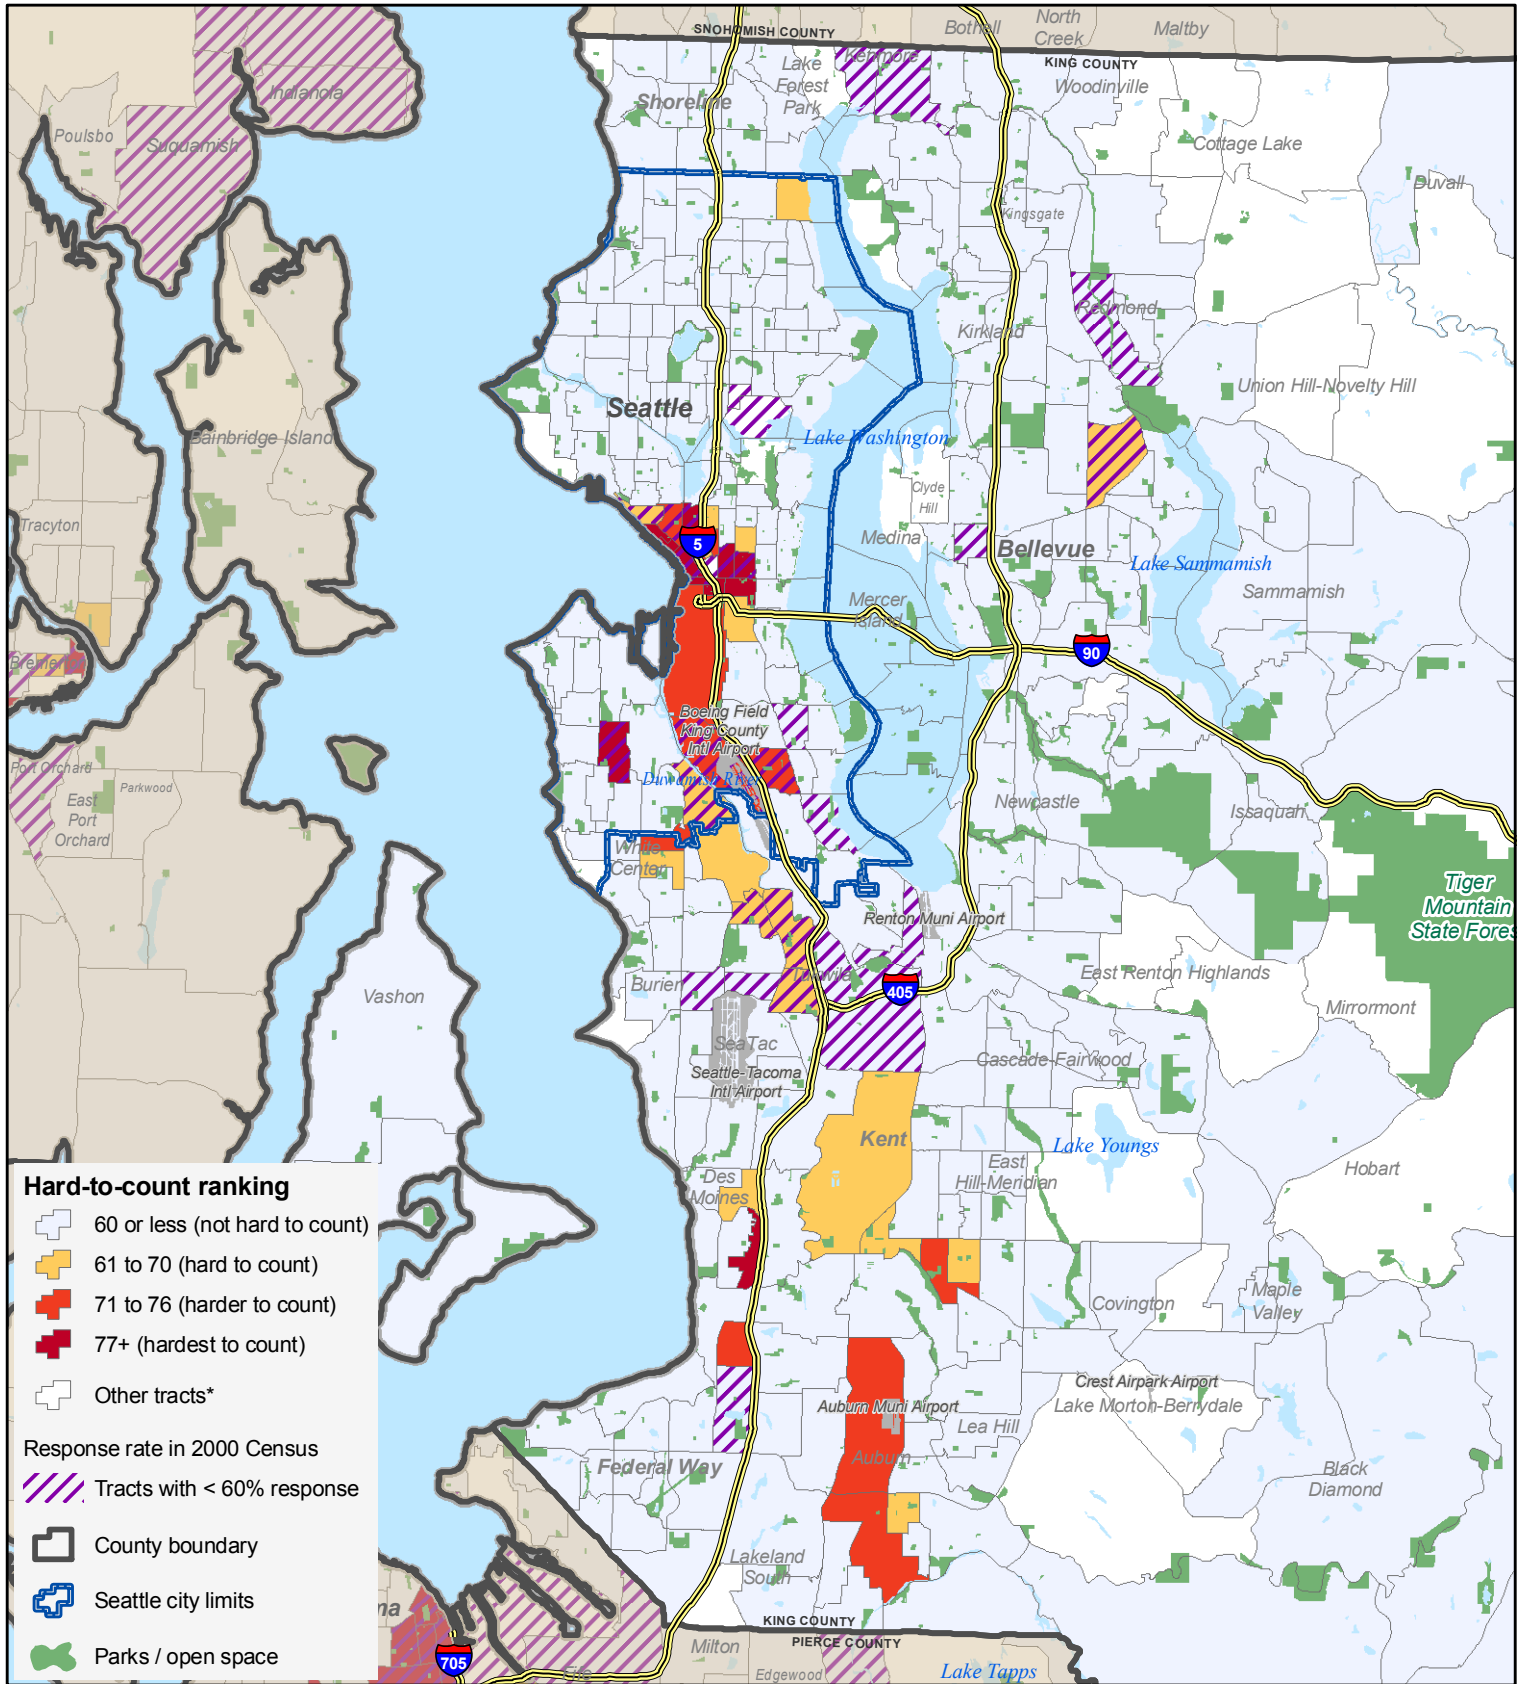 SNOHOMISH COUNTY
Bothell
North
Creek
Maltby
KING COUNTY
Kenmore
Lake
Forest
Park
Woodinville
Shoreline
Indianola
Poulsbo
Suquamish
Cottage Lake
Duvall
Kingsgate
Redmond
Kirkland
Union Hill-Novelty Hill
Seattle
Lake Washington
Bainbridge Island
Clyde
Hill
Tracyton
Medina
5
Bellevue
Lake Sammamish
Sammamish
Mercer
Island
90
Bremerton
Boeing Field
King County
Intl Airport
Duwamish River
Port Orchard
Parkwood
East
Port
Orchard
Newcastle
Issaquah
White
Center
Tiger
Mountain
State Fores
Renton Muni Airport
Burien
Tukwila
405
East Renton Highlands
Mirrormont
Vashon
SeaTac
Seattle-Tacoma
Intl Airport
Cascade-Fairwood
Kent
Lake Youngs
East
Hill-Meridian
Hobart
Des
Moines
Covington
Maple
Valley
Crest Airpark Airport
Lake Morton-Berrydale
Auburn Muni Airport
Lea Hill
Auburn
Federal Way
Black
Diamond
Lakeland
South
KING COUNTY
PIERCE COUNTY
Milton
Edgewood
Fife
Lake Tapps
ma
705
Hard-to-count ranking
60 or less (not hard to count)
61 to 70 (hard to count)
71 to 76 (harder to count)
77+ (hardest to count)
Other tracts*
Response rate in 2000 Census
Tracts with < 60% response
County boundary
Seattle city limits
Parks / open space